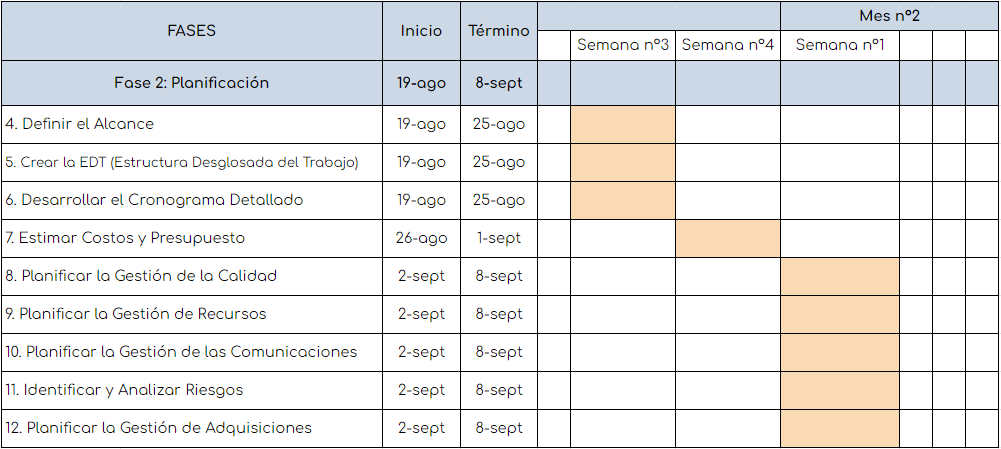 FASES Inicio Término Mes nº2
Semana nº3 Semana nº4 Semana nº1
Fase 2: Planificación 19-ago 8-sept
4. Definir el Alcance 19-ago 25-ago
5. Crear la EDT (Estructura Desglosada del Trabajo) 19-ago 25-ago
6. Desarrollar el Cronograma Detallado 19-ago 25-ago
7. Estimar Costos y Presupuesto 26-ago 1-sept
8. Planificar la Gestión de la Calidad 2-sept 8-sept
9. Planificar la Gestión de Recursos 2-sept 8-sept
10. Planificar la Gestión de las Comunicaciones 2-sept 8-sept
11. Identificar y Analizar Riesgos 2-sept 8-sept
12. Planificar la Gestión de Adquisiciones 2-sept 8-sept